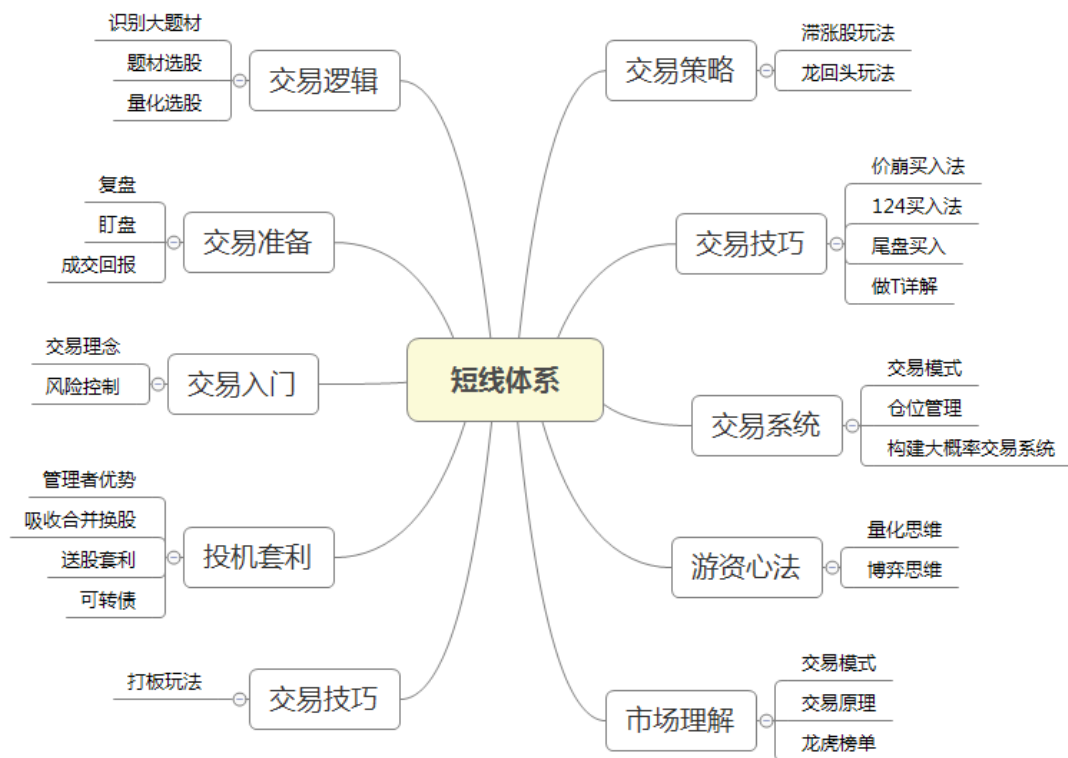 识别大题材
题材选股
量化选股
交易逻辑
复盘
盯盘
成交回报
交易准备
交易理念
风险控制
交易入门
管理者优势
吸收合并换股
送股套利
可转债
投机套利
打板玩法
交易技巧
短线体系
交易策略
滞涨股玩法
龙回头玩法
交易技巧
价崩买入法
124买入法
尾盘买入
做T详解
交易系统
交易模式
仓位管理
构建大概率交易系统
游资心法
量化思维
博弈思维
市场理解
交易模式
交易原理
龙虎榜单